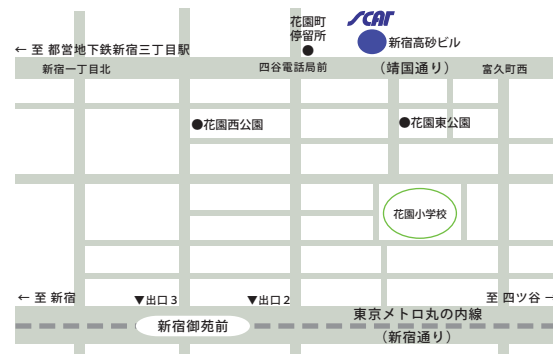 花園町
停留所
SCAT
新宿高砂ビル
← 至 都営地下鉄新宿三丁目駅
新宿一丁目北
四谷電話局前
(靖国通り)
富久町西
●花園西公園
●花園東公園
花園小学校
← 至 新宿
▼出口3
▼出口2
至 四ツ谷 →
東京メトロ丸の内線
新宿御苑前
(新宿通り)